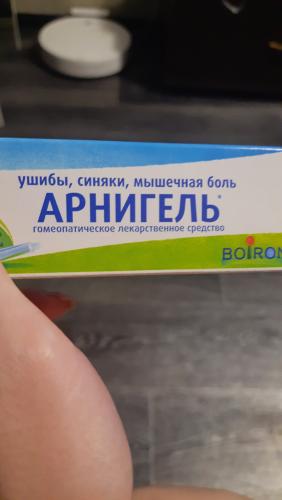 ушибы, синяки, мышечная боль
АРНИГЕЛЬ®
гомеопатическое лекарственное средство
BOIRON